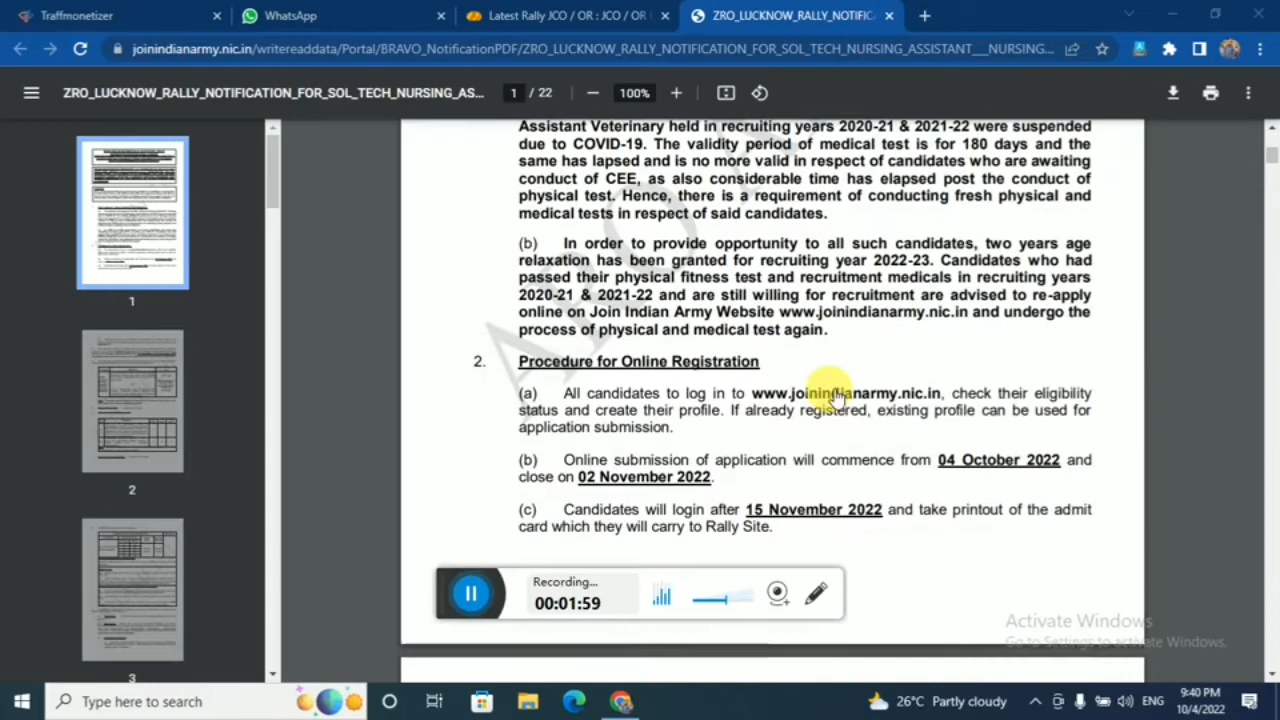 Traffmonetizer
WhatsApp
Latest Rally JCO / OR : JCO / OR
ZRO_LUCKNOW_RALLY_NOTIFIC
joinindianarmy.nic.in/writereaddata/Portal/BRAVO_NotificationPDF/ZRO_LUCKNOW_RALLY_NOTIFICATION_FOR_SOL_TECH_NURSING_ASSISTANT___NURSING...
ZRO_LUCKNOW_RALLY_NOTIFICATION_FOR_SOL_TECH_NURSING_AS...
1 / 22
100%
Assistant Veterinary held in recruiting years 2020-21 & 2021-22 were suspended
due to COVID-19. The validity period of medical test is for 180 days and the
same has lapsed and is no more valid in respect of candidates who are awaiting
conduct of CEE, as also considerable time has elapsed post the conduct of
physical test. Hence, there is a requirement of conducting fresh physical and
medical tests in respect of said candidates.
(b) In order to provide opportunity to all such candidates, two years age
relaxation has been granted for recruiting year 2022-23. Candidates who had
passed their physical fitness test and recruitment medicals in recruiting years
2020-21 & 2021-22 and are still willing for recruitment are advised to re-apply
online on Join Indian Army Website www.joinindianarmy.nic.in and undergo the
process of physical and medical test again.
2. Procedure for Online Registration
(a) All candidates to log in to www.joinindianarmy.nic.in, check their eligibility
status and create their profile. If already registered, existing profile can be used for
application submission.
(b) Online submission of application will commence from 04 October 2022 and
close on 02 November 2022.
(c) Candidates will login after 15 November 2022 and take printout of the admit
card which they will carry to Rally Site.
1
2
3
Recording...
00:01:59
Activate Windows
Go to Settings to activate Windows.
Type here to search
26°C Partly cloudy
ENG
9:40 PM
10/4/2022